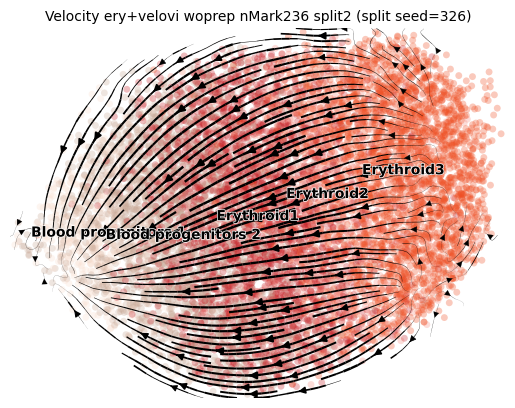 Velocity ery+velovi woprep nMark236 split2 (split seed=326)
Erythroid3
Erythroid2
Erythroid1
Blood progenitors 2